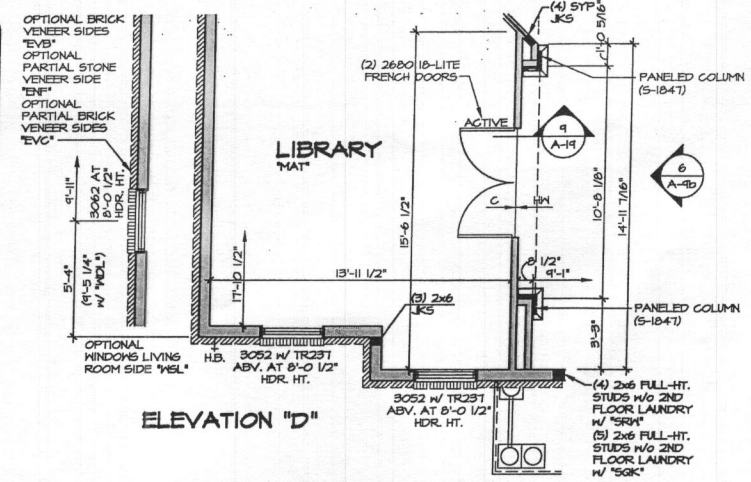 OPTIONAL BRICK
VENEER SIDES
"EVB"
OPTIONAL
PARTIAL STONE
VENEER SIDE
"ENF"
OPTIONAL
PARTIAL BRICK
VENEER SIDES
"EVC"
9'-11"
3062 AT
8'-0 1/2"
HDR. HT.
5'-4"
(9'-5 1/4"
W/ "WDL")
OPTIONAL
WINDOWS LIVING
ROOM SIDE "WSL"
(4) SYP
JKS
1'-0 5/16"
(2) 2680 18-LITE
FRENCH DOORS
PANELED COLUMN
(S-1847)
ACTIVE
LIBRARY
"MAT"
9
A-19
6
A-9b
C
HW
15'-6 1/2"
10'-8 1/8"
14'-11 7/16"
17'-10 1/2"
13'-11 1/2"
8 1/2"
9'-1"
(3) 2x6
JKS
PANELED COLUMN
(S-1847)
3'-3"
H.B.
3052 W/ TR237
ABV. AT 8'-0 1/2"
HDR. HT.
3052 W/ TR237
ABV. AT 8'-0 1/2"
HDR. HT.
ELEVATION "D"
(4) 2x6 FULL-HT.
STUDS W/O 2ND
FLOOR LAUNDRY
W/ "SRW"
(5) 2x6 FULL-HT.
STUDS W/O 2ND
FLOOR LAUNDRY
W/ "SGK"